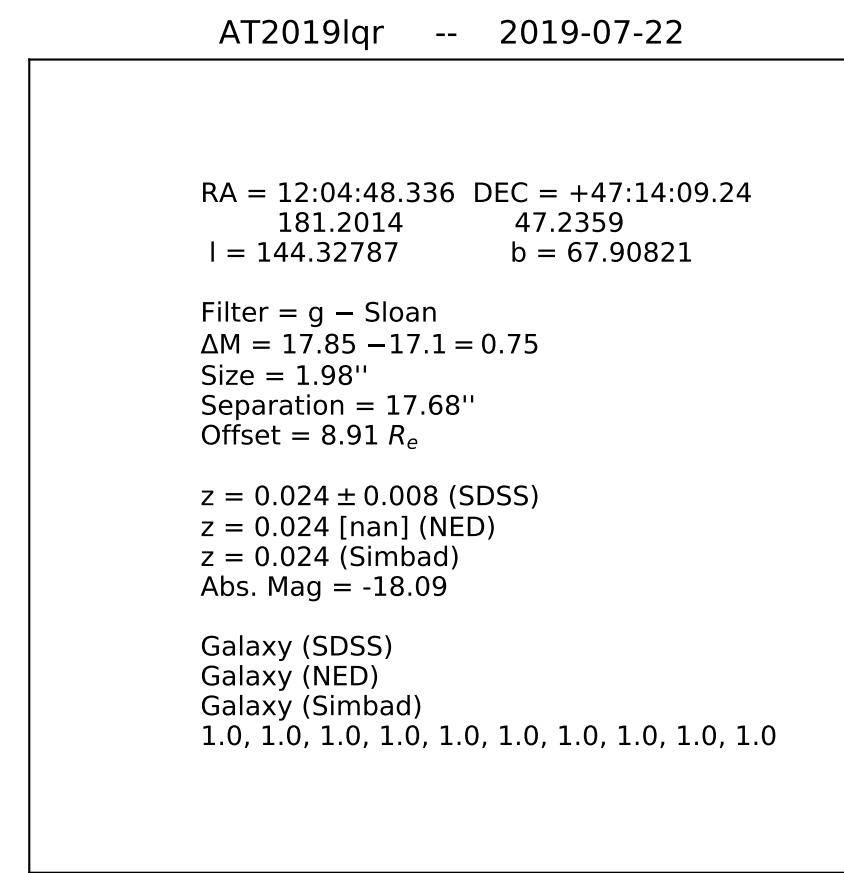 AT2019lqr -- 2019-07-22
RA = 12:04:48.336 DEC = +47:14:09.24
181.2014 47.2359
l = 144.32787 b = 67.90821
Filter = g − Sloan
ΔM = 17.85 −17.1 = 0.75
Size = 1.98''
Separation = 17.68''
Offset = 8.91 Rₑ
z = 0.024 ± 0.008 (SDSS)
z = 0.024 [nan] (NED)
z = 0.024 (Simbad)
Abs. Mag = -18.09
Galaxy (SDSS)
Galaxy (NED)
Galaxy (Simbad)
1.0, 1.0, 1.0, 1.0, 1.0, 1.0, 1.0, 1.0, 1.0, 1.0